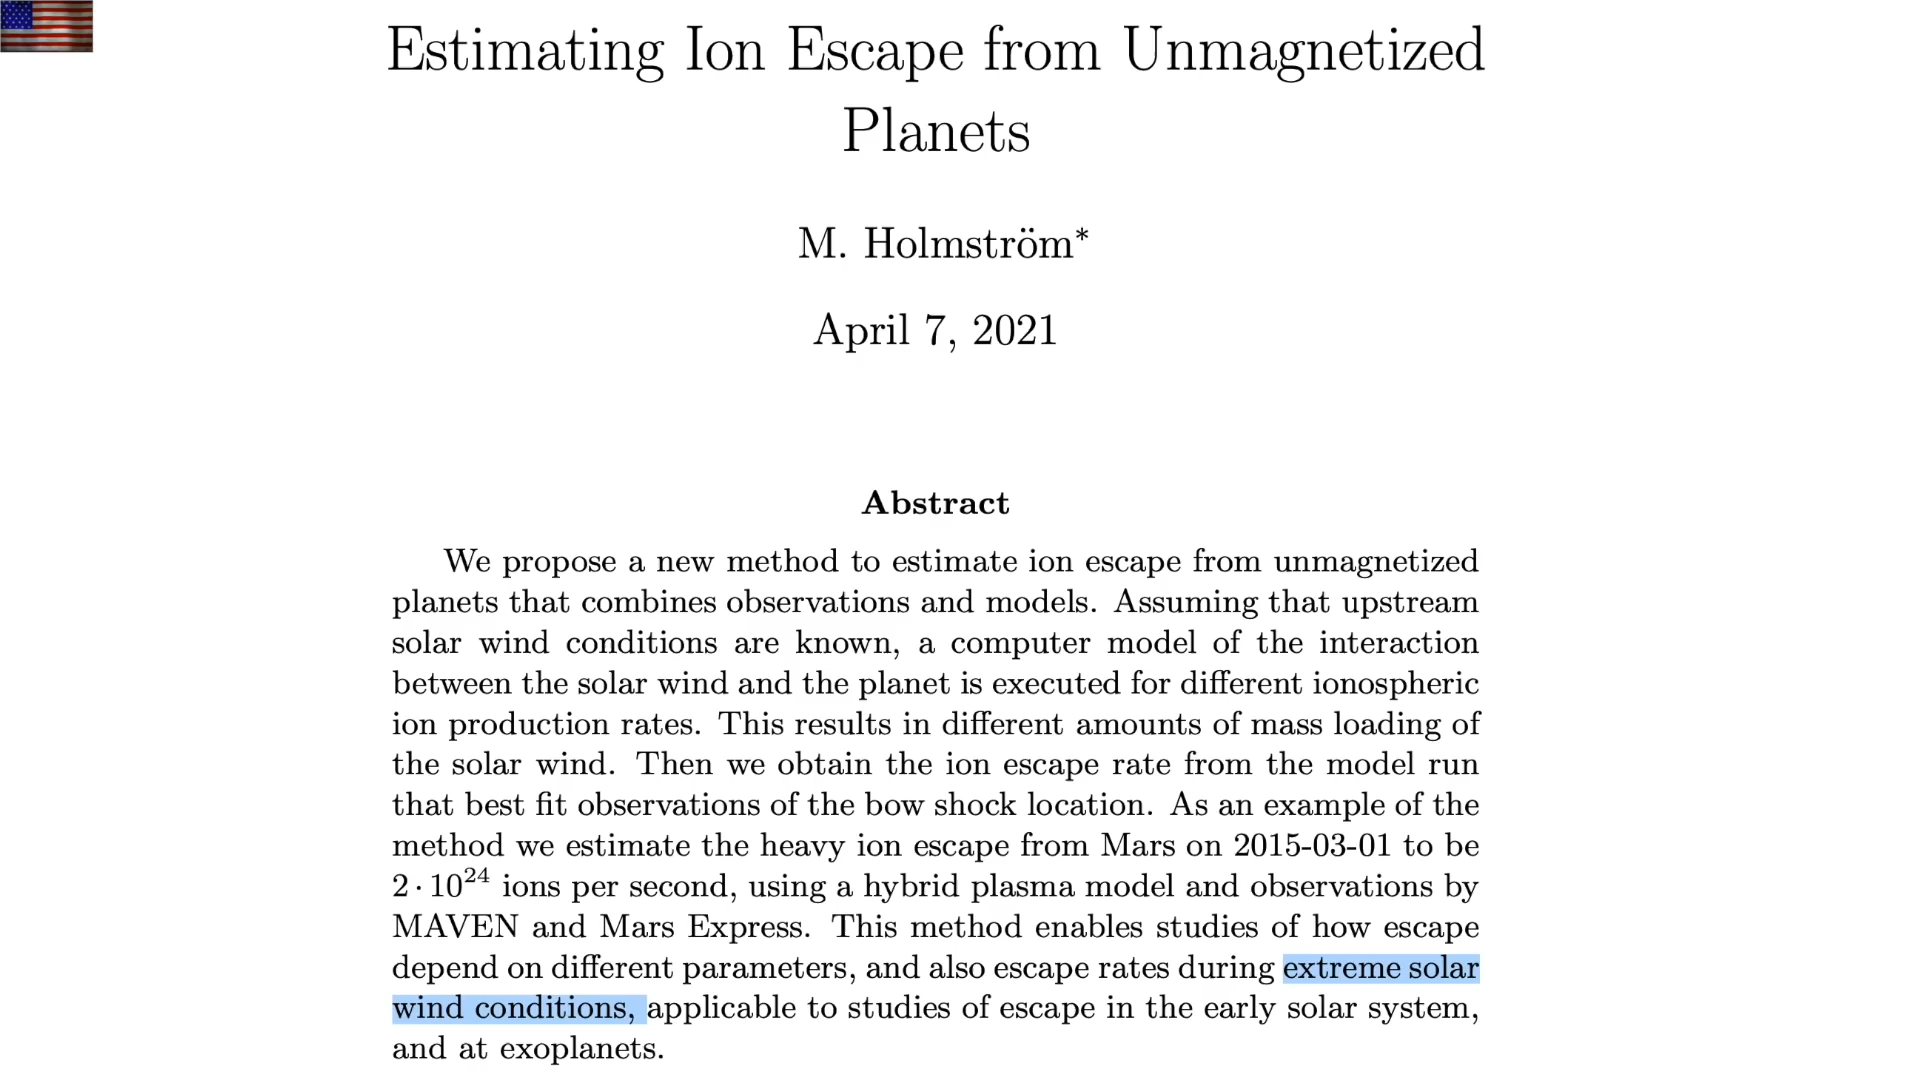 Estimating Ion Escape from Unmagnetized
Planets
M. Holmström*
April 7, 2021
Abstract
We propose a new method to estimate ion escape from unmagnetized
planets that combines observations and models. Assuming that upstream
solar wind conditions are known, a computer model of the interaction
between the solar wind and the planet is executed for different ionospheric
ion production rates. This results in different amounts of mass loading of
the solar wind. Then we obtain the ion escape rate from the model run
that best fit observations of the bow shock location. As an example of the
method we estimate the heavy ion escape from Mars on 2015-03-01 to be
2 · 10²⁴ ions per second, using a hybrid plasma model and observations by
MAVEN and Mars Express. This method enables studies of how escape
depend on different parameters, and also escape rates during extreme solar
wind conditions, applicable to studies of escape in the early solar system,
and at exoplanets.